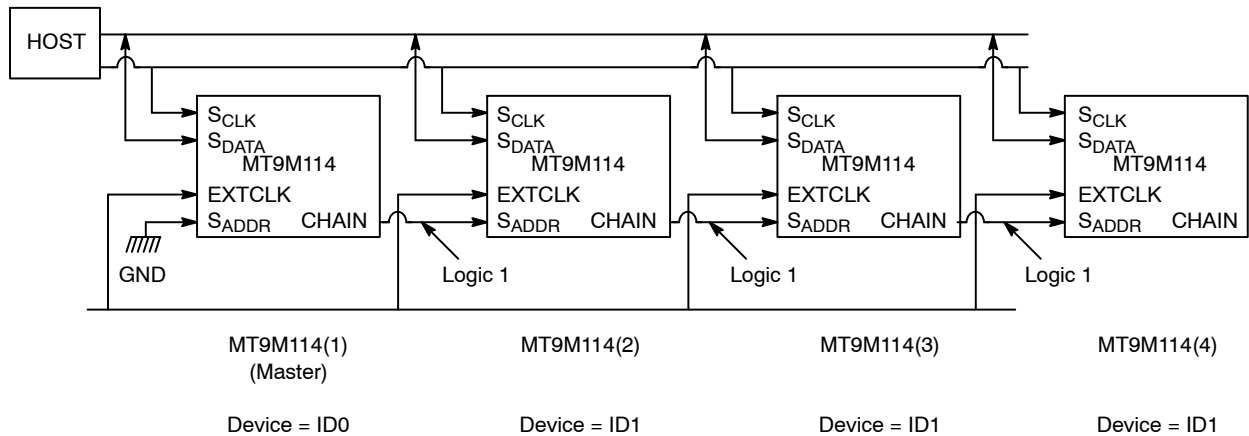 HOST
SCLK
SDATA
MT9M114
EXTCLK
SADDR CHAIN
GND
Logic 1
SCLK
SDATA
MT9M114
EXTCLK
SADDR CHAIN
Logic 1
SCLK
SDATA
MT9M114
EXTCLK
SADDR CHAIN
Logic 1
SCLK
SDATA
MT9M114
EXTCLK
SADDR CHAIN
MT9M114(1)
(Master)
MT9M114(2)
MT9M114(3)
MT9M114(4)
Device = ID0
Device = ID1
Device = ID1
Device = ID1